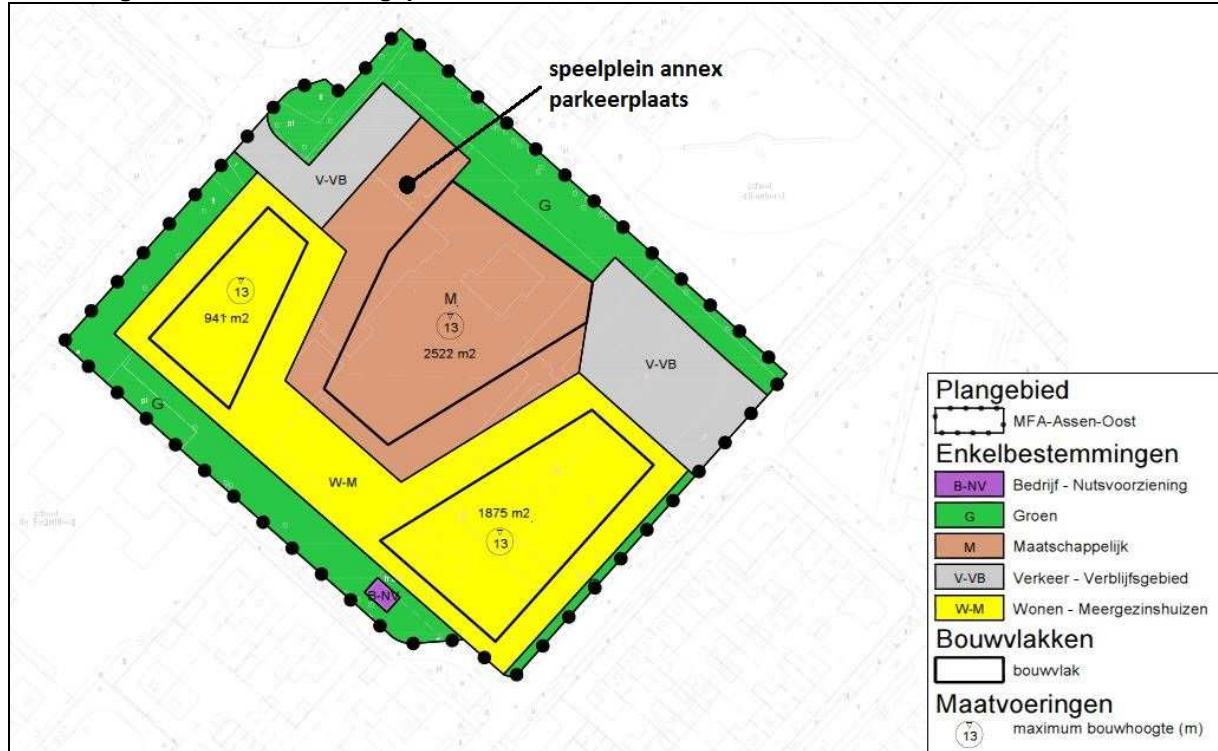 speelplein annex
parkeerplaats
V-VB
G
13
941 m2
M
13
2522 m2
V-VB
G
W-M
1875 m2
13
B-NV
Plangebied
MFA-Assen-Oost
Enkelbestemmingen
B-NV Bedrijf - Nutsvoorziening
G Groen
M Maatschappelijk
V-VB Verkeer - Verblijfsgebied
W-M Wonen - Meergezinshuizen
Bouwvlakken
bouwvlak
Maatvoeringen
13 maximum bouwhoogte (m)